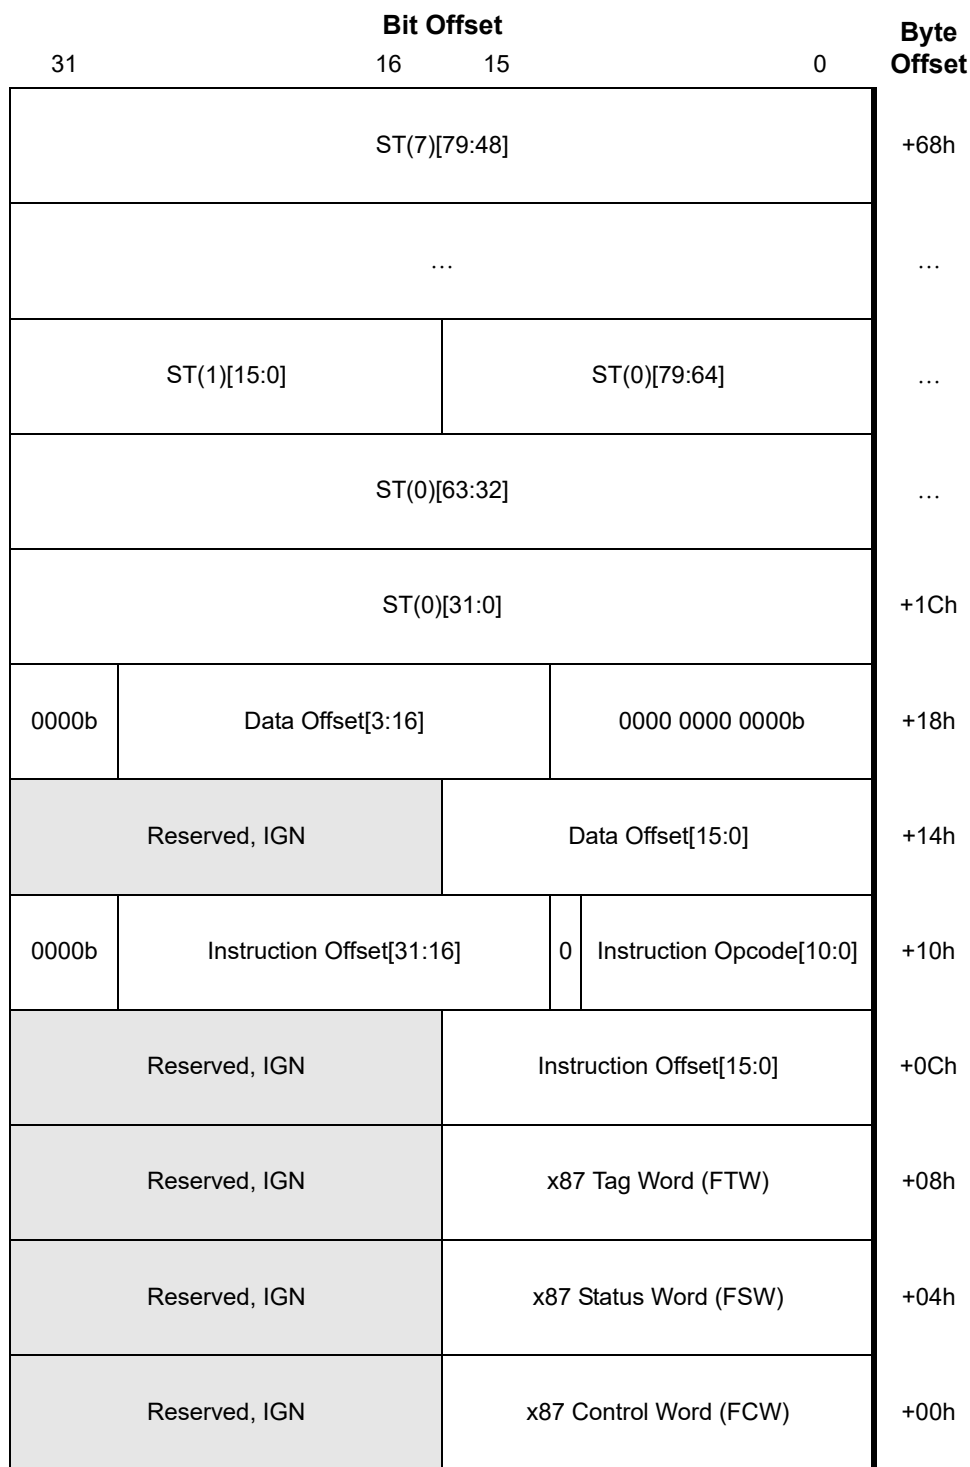 Bit Offset
Byte Offset
31 16 15 0
ST(7)[79:48] +68h
… …
ST(1)[15:0] ST(0)[79:64] …
ST(0)[63:32] …
ST(0)[31:0] +1Ch
0000b Data Offset[3:16] 0000 0000 0000b +18h
Reserved, IGN Data Offset[15:0] +14h
0000b Instruction Offset[31:16] 0 Instruction Opcode[10:0] +10h
Reserved, IGN Instruction Offset[15:0] +0Ch
Reserved, IGN x87 Tag Word (FTW) +08h
Reserved, IGN x87 Status Word (FSW) +04h
Reserved, IGN x87 Control Word (FCW) +00h